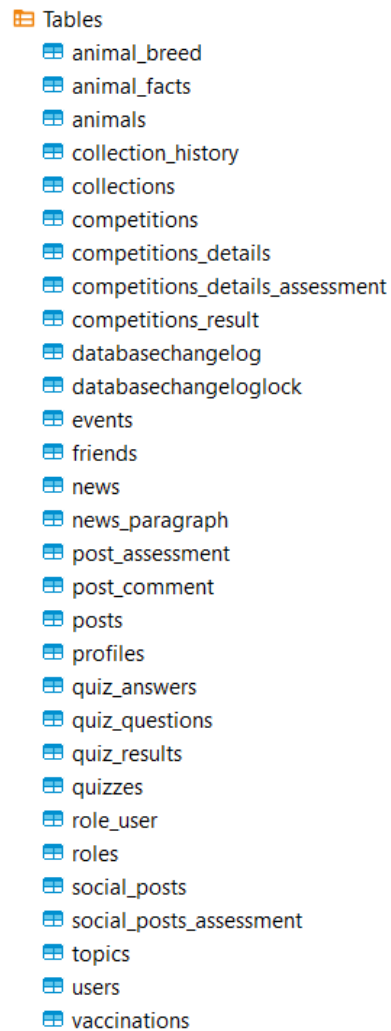 Tables
animal_breed
animal_facts
animals
collection_history
collections
competitions
competitions_details
competitions_details_assessment
competitions_result
databasechangelog
databasechangeloglock
events
friends
news
news_paragraph
post_assessment
post_comment
posts
profiles
quiz_answers
quiz_questions
quiz_results
quizzes
role_user
roles
social_posts
social_posts_assessment
topics
users
vaccinations